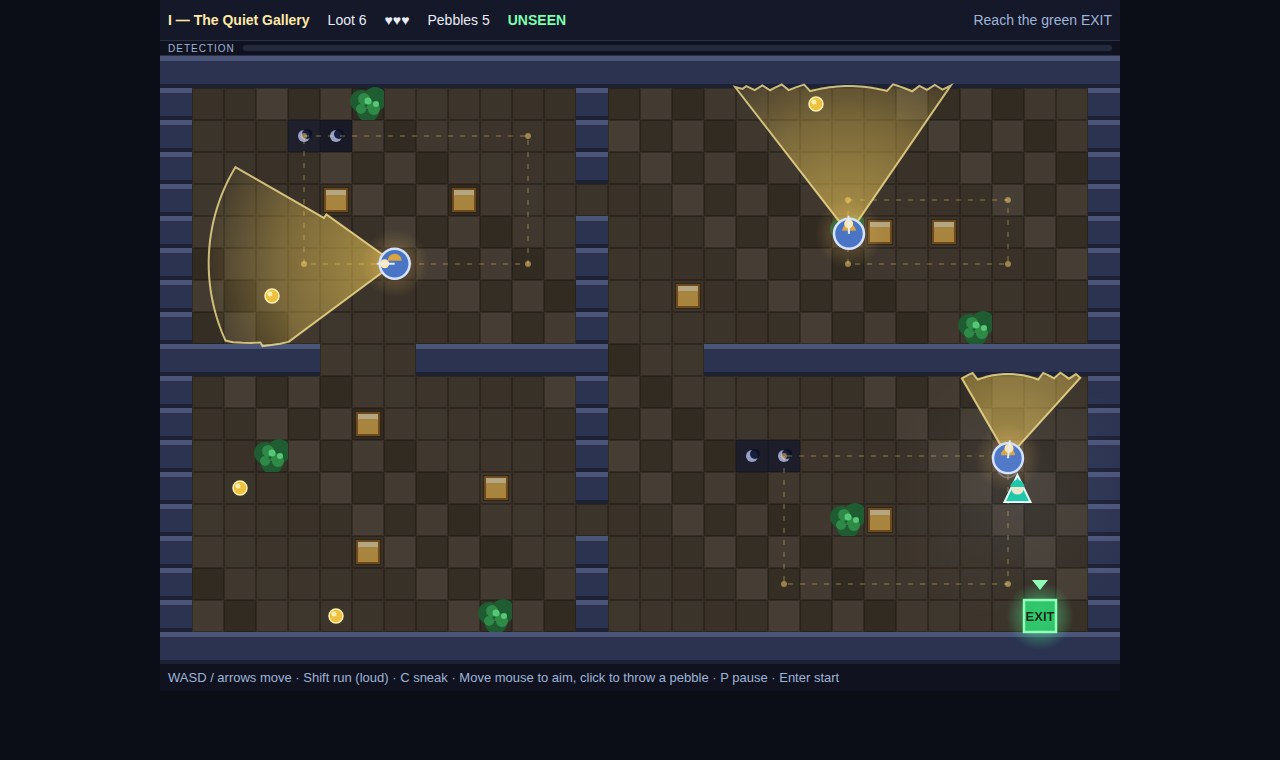 I — The Quiet Gallery Loot 6 ♥♥♥ Pebbles 5 UNSEEN Reach the green EXIT
DETECTION
EXIT
WASD / arrows move · Shift run (loud) · C sneak · Move mouse to aim, click to throw a pebble · P pause · Enter start